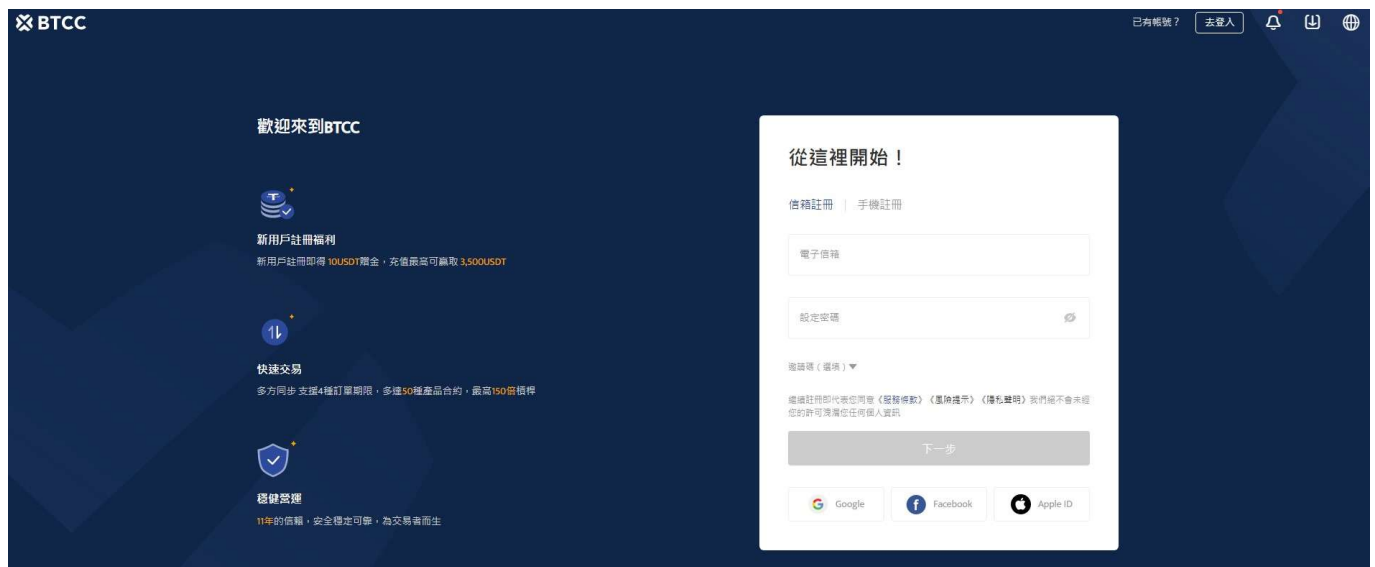 BTCC
已有帳號？ 去登入
歡迎來到BTCC
新用戶註冊福利
新用戶註冊即得 10USDT贈金，充值最高可贏取 3,500USDT
快速交易
多方同步 支援4種訂單期限，多達50種產品合約，最高150倍槓桿
穩健營運
11年的信賴，安全穩定可靠，為交易者而生
從這裡開始！
信箱註冊 | 手機註冊
電子信箱
設定密碼
邀請碼（選填）
繼續註冊即代表您同意《服務條款》《風險提示》《隱私聲明》我們絕不會未經
您的許可洩漏您任何個人資訊
下一步
Google Facebook Apple ID